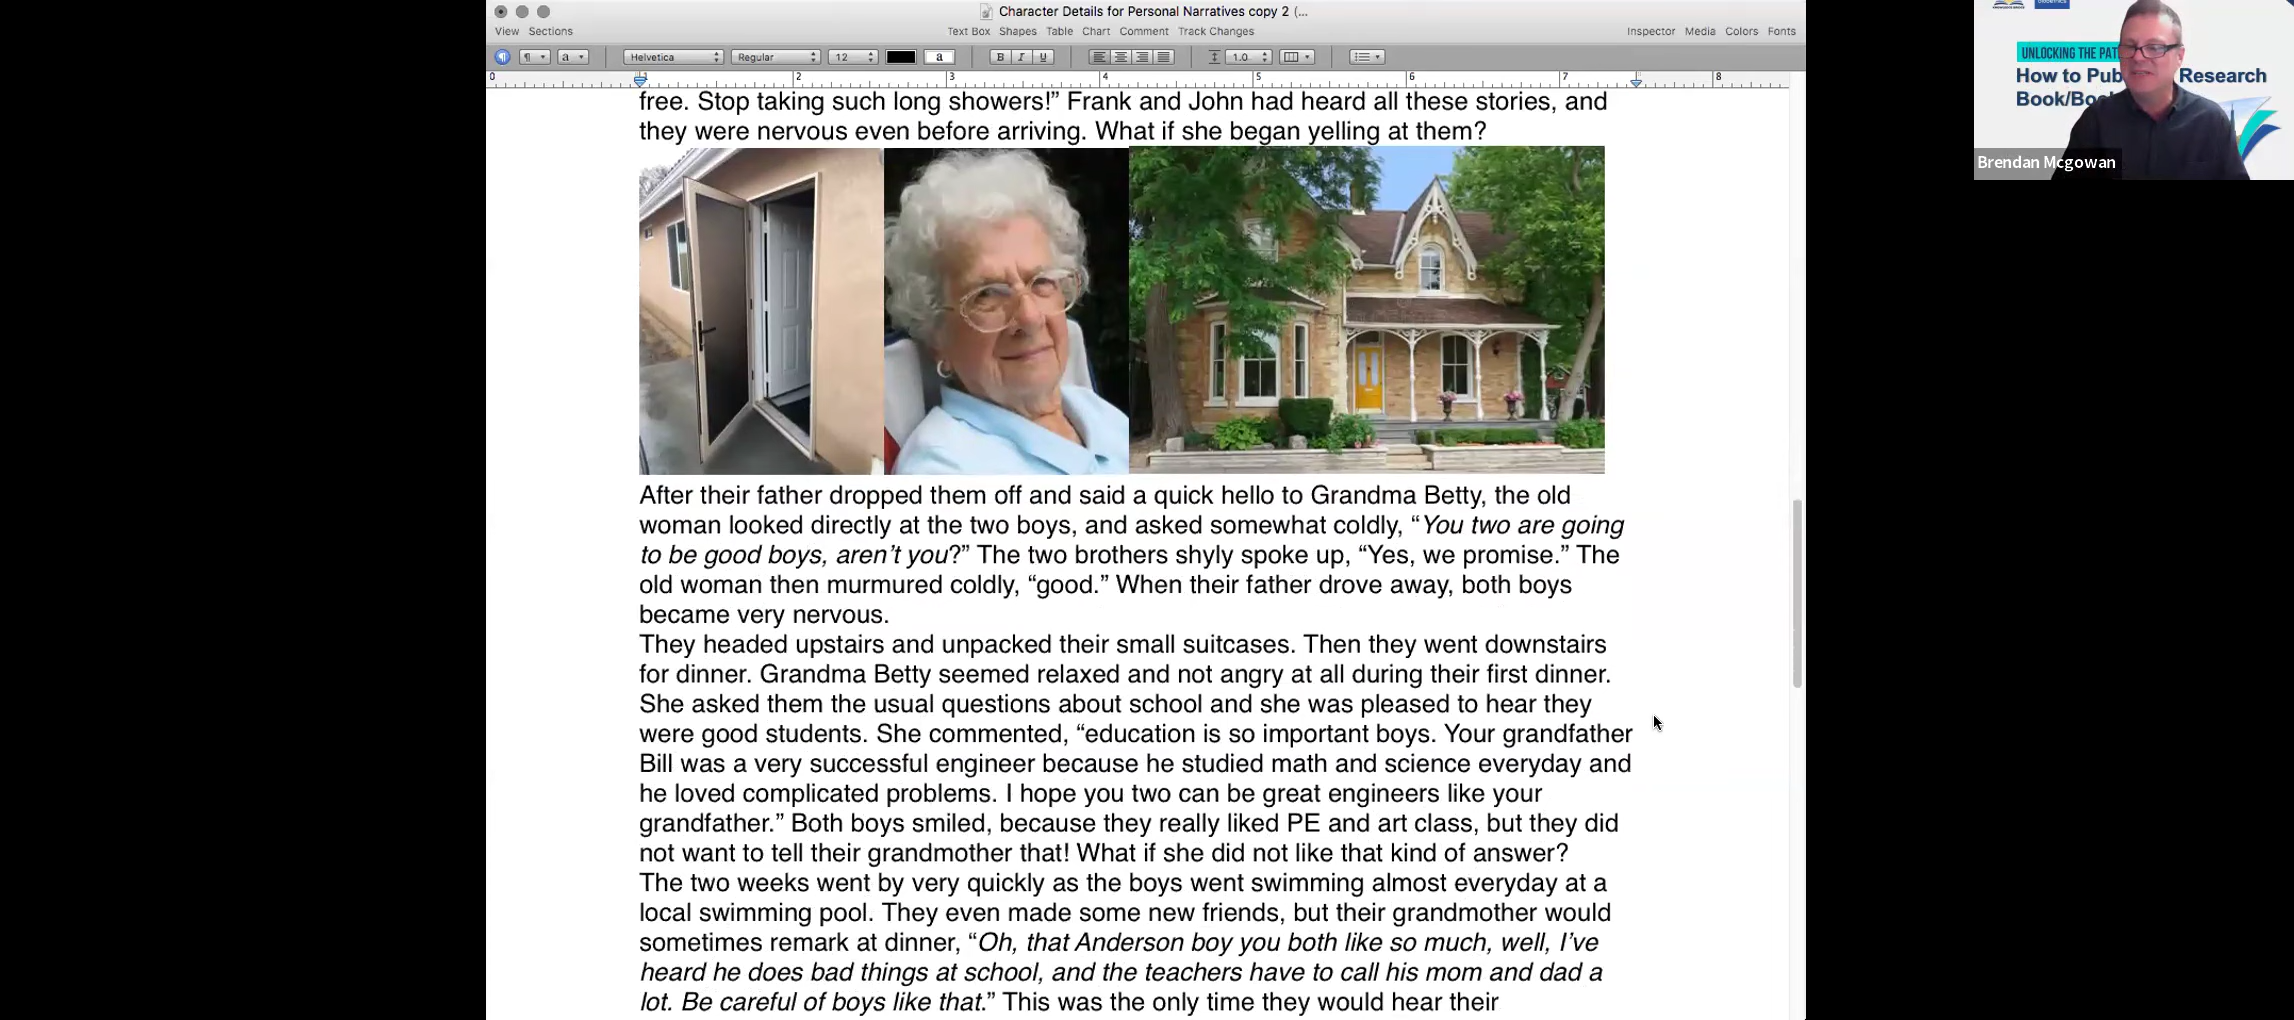 Character Details for Personal Narratives copy 2 (...
View Sections Text Box Shapes Table Chart Comment Track Changes Inspector Media Colors Fonts
Helvetica Regular 12 a B I U 1.0
0 1 2 3 4 5 6 7 8
free. Stop taking such long showers!” Frank and John had heard all these stories, and
they were nervous even before arriving. What if she began yelling at them?
After their father dropped them off and said a quick hello to Grandma Betty, the old
woman looked directly at the two boys, and asked somewhat coldly, “You two are going
to be good boys, aren’t you?” The two brothers shyly spoke up, “Yes, we promise.” The
old woman then murmured coldly, “good.” When their father drove away, both boys
became very nervous.
They headed upstairs and unpacked their small suitcases. Then they went downstairs
for dinner. Grandma Betty seemed relaxed and not angry at all during their first dinner.
She asked them the usual questions about school and she was pleased to hear they
were good students. She commented, “education is so important boys. Your grandfather
Bill was a very successful engineer because he studied math and science everyday and
he loved complicated problems. I hope you two can be great engineers like your
grandfather.” Both boys smiled, because they really liked PE and art class, but they did
not want to tell their grandmother that! What if she did not like that kind of answer?
The two weeks went by very quickly as the boys went swimming almost everyday at a
local swimming pool. They even made some new friends, but their grandmother would
sometimes remark at dinner, “Oh, that Anderson boy you both like so much, well, I’ve
heard he does bad things at school, and the teachers have to call his mom and dad a
lot. Be careful of boys like that.” This was the only time they would hear their
UNLOCKING THE
How to Research
Brendan Mcgowan